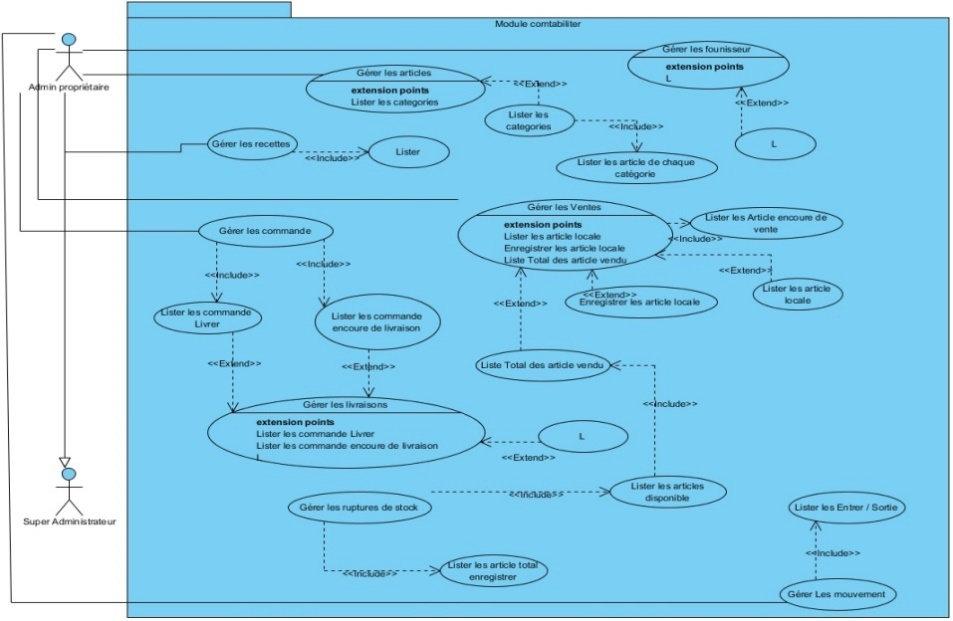 Module comtabiliter
Admin propriétaire
Gérer les founisseur
extension points
L
Gérer les articles
extension points
Lister les categories
<<Extend>>
<<Extend>>
Lister les
categories
<<Include>>
L
Gérer les recettes
<<Include>>
Lister
Lister les article de chaque
catégorie
Gérer les Ventes
extension points
Lister les article locale
Enregistrer les article locale
Liste Total des article vendu
Lister les Article encoure de
vente
<<Include>>
Gérer les commande
<<Include>>
<<Include>>
<<Extend>>
Lister les article
locale
<<Extend>>
<<Extend>>
Enregistrer les article locale
Lister les commande
Livrer
Lister les commande
encoure de livraison
<<Extend>>
<<Extend>>
Liste Total des article vendu
<<Include>>
Gérer les livraisons
extension points
Lister les commande Livrer
Lister les commande encoure de livraison
L
L
<<Extend>>
Super Administrateur
Gérer les ruptures de stock
<<Include>>
Lister les articles
disponible
Lister les Entrer / Sortie
<<Include>>
<<Include>>
Lister les article total
enregistrer
Gérer Les mouvement